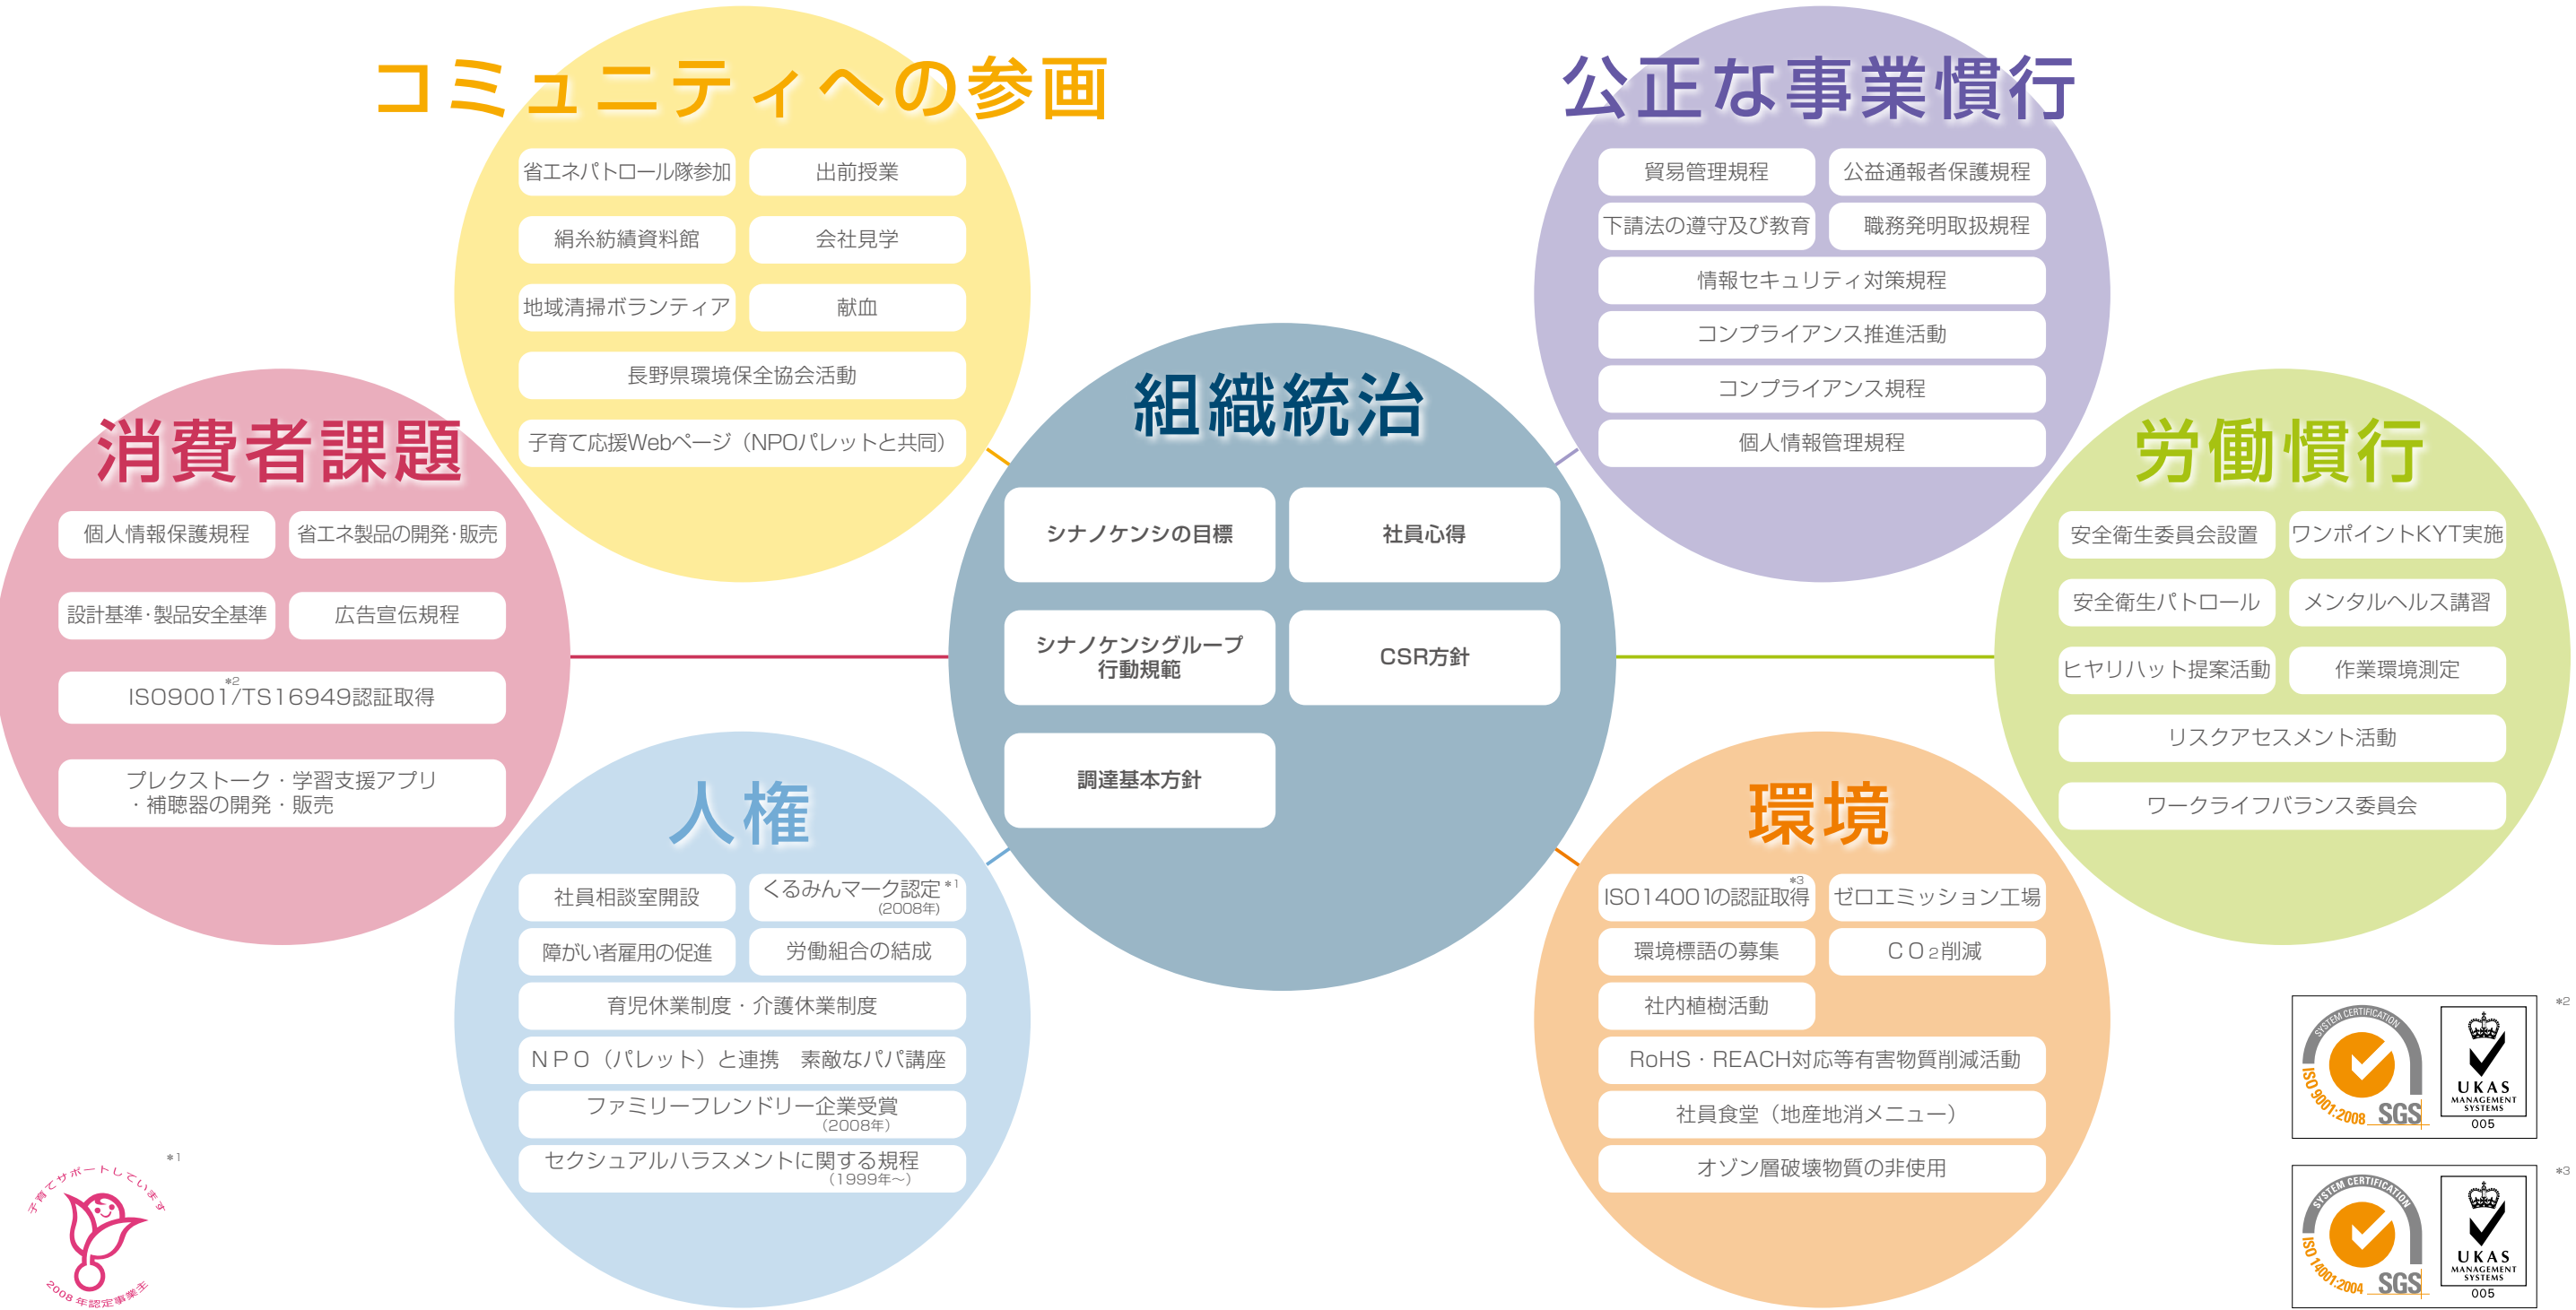 コミュニティへの参画
省エネパトロール隊参加
出前授業
絹糸紡績資料館
会社見学
地域清掃ボランティア
献血
長野県環境保全協会活動
子育て応援Webページ（NPOパレットと共同）
公正な事業慣行
貿易管理規程
公益通報者保護規程
下請法の遵守及び教育
職務発明取扱規程
情報セキュリティ対策規程
コンプライアンス推進活動
コンプライアンス規程
個人情報管理規程
消費者課題
個人情報保護規程
省エネ製品の開発・販売
設計基準・製品安全基準
広告宣伝規程
*2
ISO9001/TS16949認証取得
プレクストーク・学習支援アプリ
・補聴器の開発・販売
組織統治
シナノケンシの目標
社員心得
シナノケンシグループ
行動規範
CSR方針
調達基本方針
労働慣行
安全衛生委員会設置
ワンポイントKYT実施
安全衛生パトロール
メンタルヘルス講習
ヒヤリハット提案活動
作業環境測定
リスクアセスメント活動
ワークライフバランス委員会
人権
社員相談室開設
くるみんマーク認定*1
(2008年)
障がい者雇用の促進
労働組合の結成
育児休業制度・介護休業制度
NPO（パレット）と連携　素敵なパパ講座
ファミリーフレンドリー企業受賞
（2008年）
セクシュアルハラスメントに関する規程
（1999年～）
環境
*3
ISO14001の認証取得
ゼロエミッション工場
環境標語の募集
CO2削減
社内植樹活動
RoHS・REACH対応等有害物質削減活動
社員食堂（地産地消メニュー）
オゾン層破壊物質の非使用
*1
子育てサポートしています
2008年認定事業主
*2
SYSTEM CERTIFICATION
ISO 9001:2008
SGS
UKAS
MANAGEMENT
SYSTEMS
005
*3
SYSTEM CERTIFICATION
ISO 14001:2004
SGS
UKAS
MANAGEMENT
SYSTEMS
005